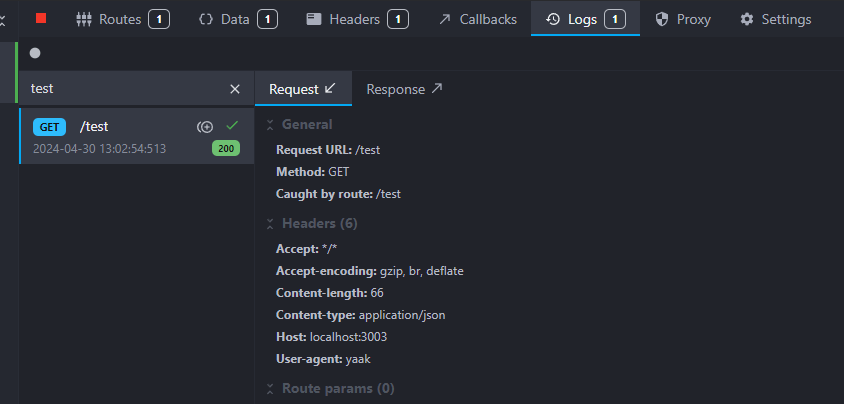 Routes 1 Data 1 Headers 1 Callbacks Logs 1 Proxy Settings
test
Request Response
GET /test
2024-04-30 13:02:54:513 200
General
Request URL: /test
Method: GET
Caught by route: /test
Headers (6)
Accept: */*
Accept-encoding: gzip, br, deflate
Content-length: 66
Content-type: application/json
Host: localhost:3003
User-agent: yaak
Route params (0)